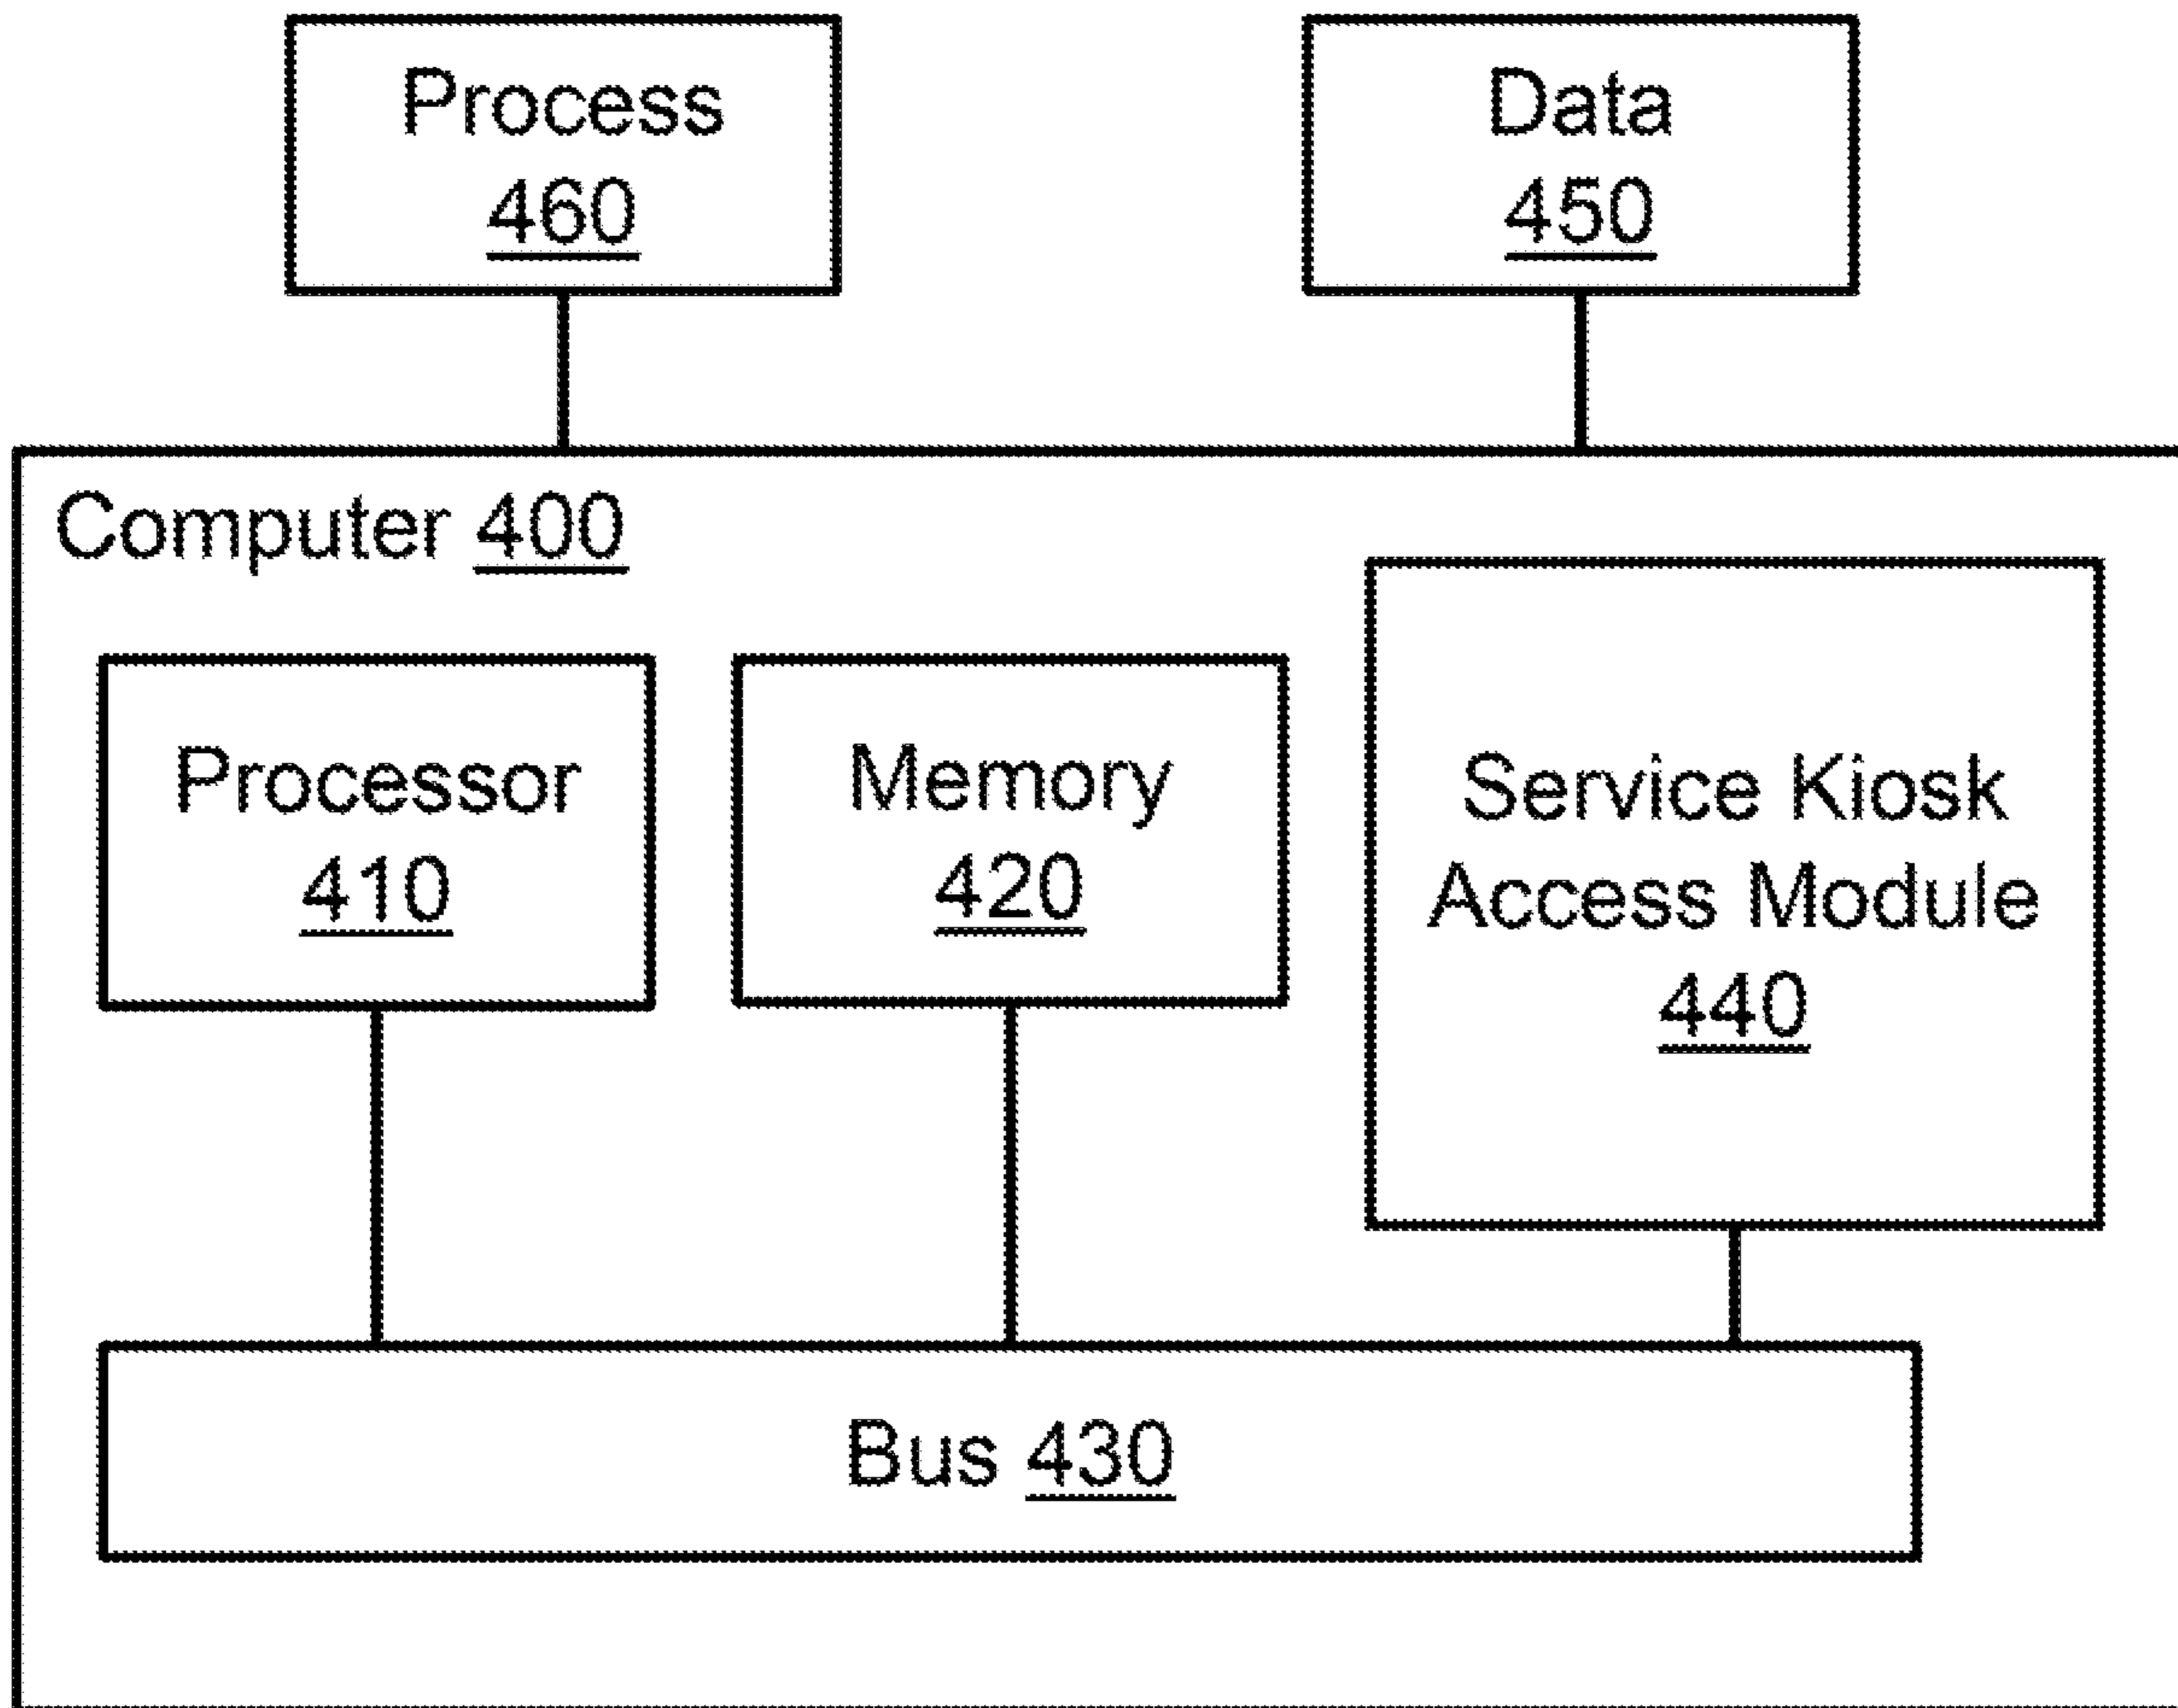 Process
460
Data
450
Computer 400
Processor
410
Memory
420
Service Kiosk
Access Module
440
Bus 430